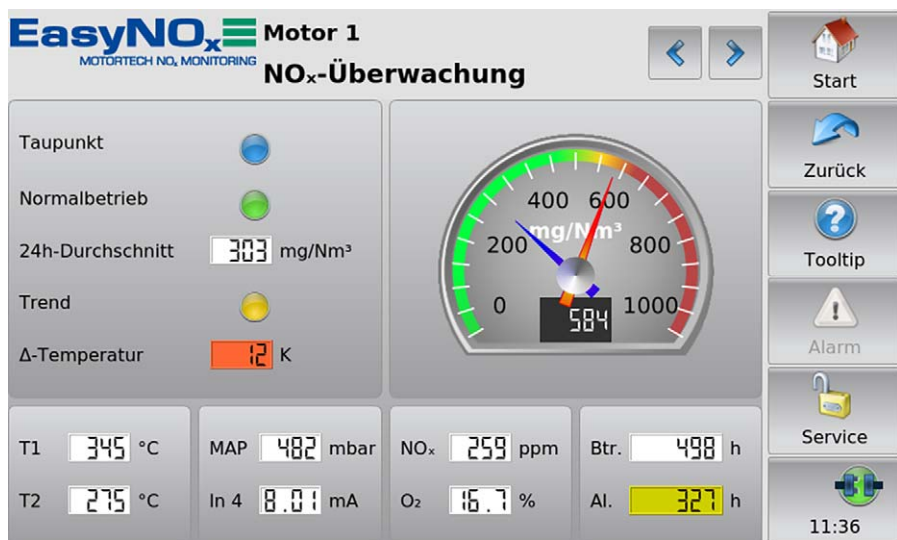 EasyNOx
MOTORTECH NOx MONITORING
Motor 1
NOx-Überwachung
Start
Zurück
Tooltip
Alarm
Service
11:36
Taupunkt
Normalbetrieb
24h-Durchschnitt 303 mg/Nm³
Trend
Δ-Temperatur 12 K
400 600
mg/Nm³
200 800
0 1000
584
T1 345 °C
T2 275 °C
MAP 482 mbar
In 4 8.01 mA
NOx 259 ppm
O₂ 16.7 %
Btr. 498 h
Al. 327 h